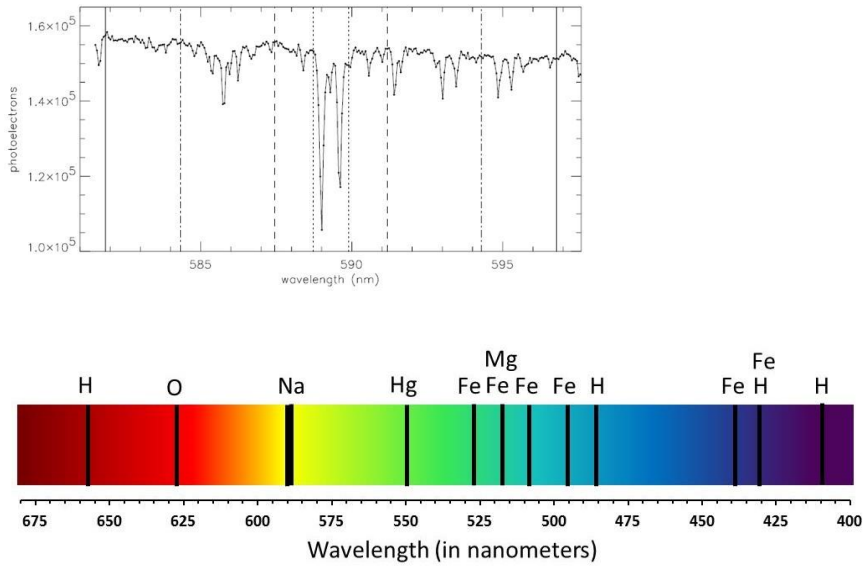 1.6×10⁵
1.4×10⁵
1.2×10⁵
1.0×10⁵
photoelectrons
585 590 595
wavelength (nm)
Mg Fe
H O Na Hg Fe Fe Fe Fe H Fe H H
675 650 625 600 575 550 525 500 475 450 425 400
Wavelength (in nanometers)